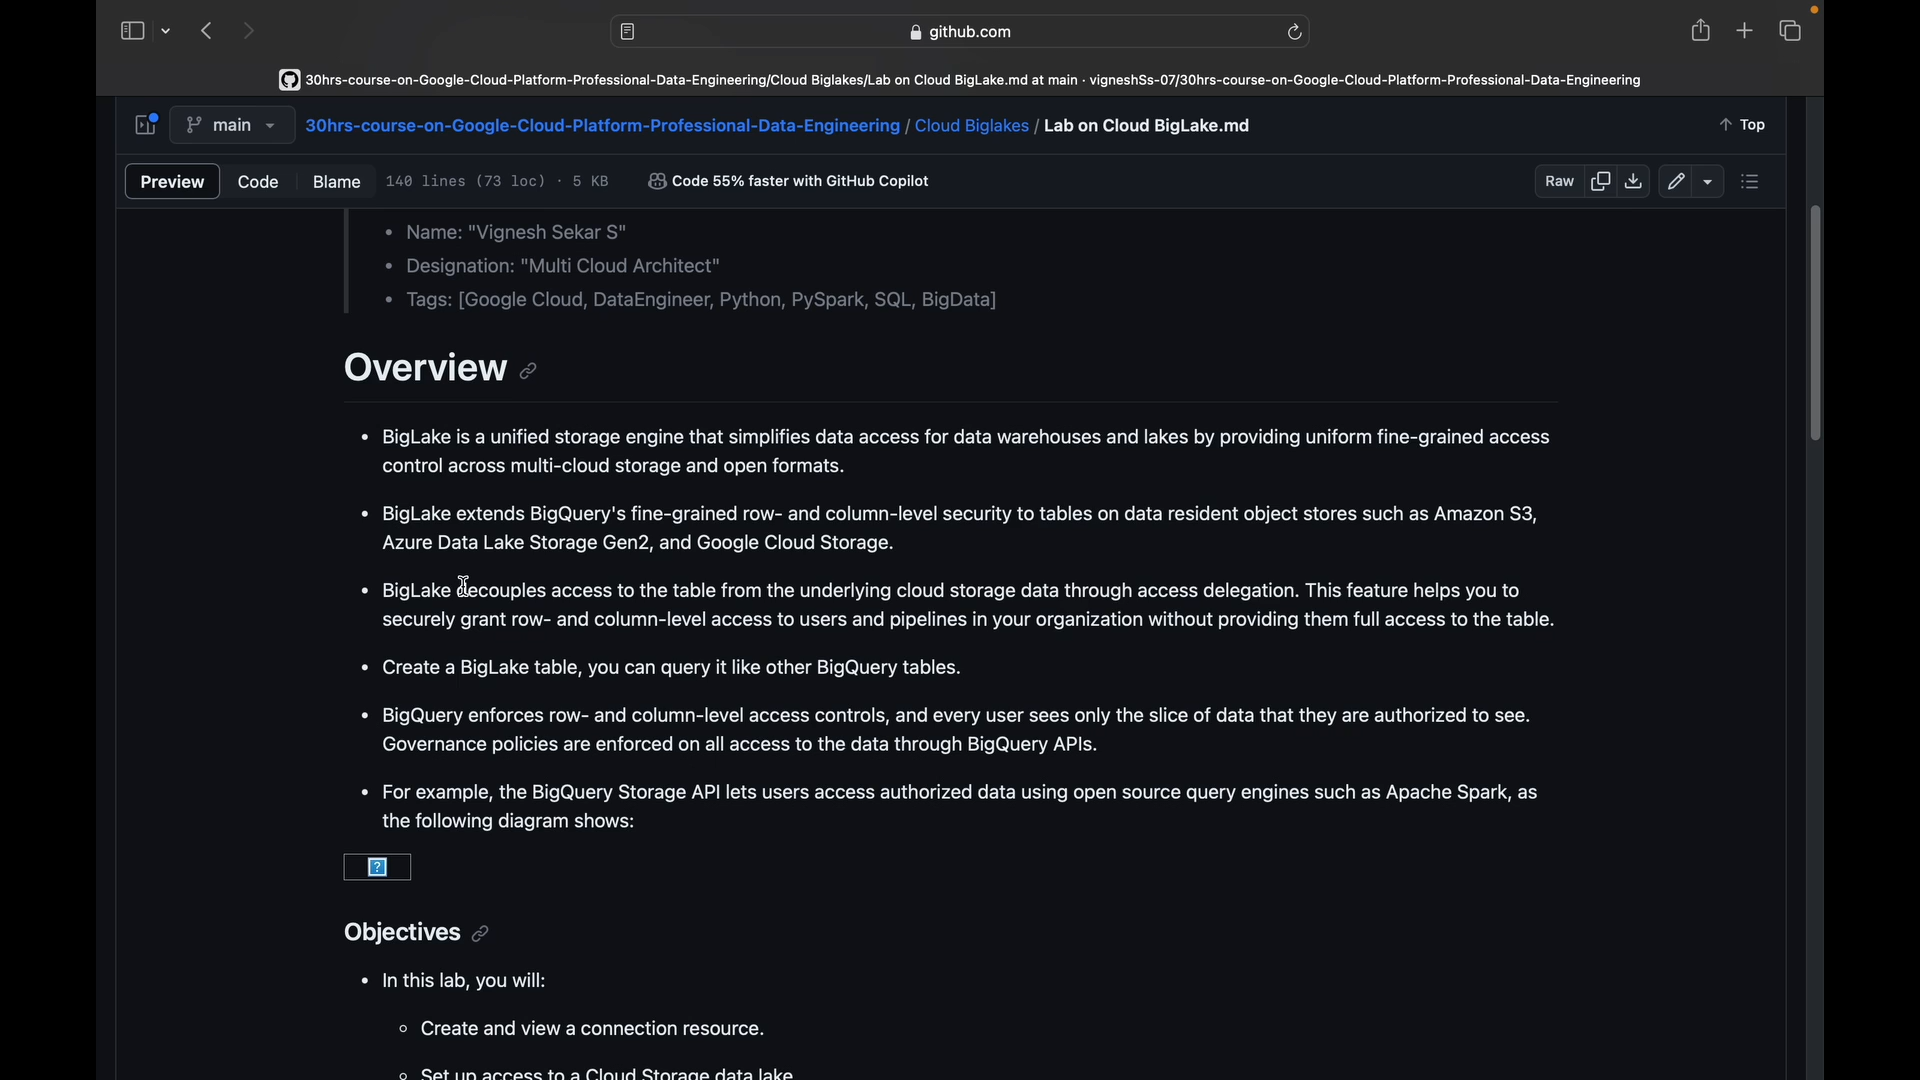 github.com
30hrs-course-on-Google-Cloud-Platform-Professional-Data-Engineering/Cloud Biglakes/Lab on Cloud BigLake.md at main · vigneshSs-07/30hrs-course-on-Google-Cloud-Platform-Professional-Data-Engineering
main 30hrs-course-on-Google-Cloud-Platform-Professional-Data-Engineering / Cloud Biglakes / Lab on Cloud BigLake.md Top
Preview Code Blame 140 lines (73 loc) · 5 KB Code 55% faster with GitHub Copilot Raw
• Name: "Vignesh Sekar S"
• Designation: "Multi Cloud Architect"
• Tags: [Google Cloud, DataEngineer, Python, PySpark, SQL, BigData]
Overview
• BigLake is a unified storage engine that simplifies data access for data warehouses and lakes by providing uniform fine-grained access
control across multi-cloud storage and open formats.
• BigLake extends BigQuery's fine-grained row- and column-level security to tables on data resident object stores such as Amazon S3,
Azure Data Lake Storage Gen2, and Google Cloud Storage.
• BigLake decouples access to the table from the underlying cloud storage data through access delegation. This feature helps you to
securely grant row- and column-level access to users and pipelines in your organization without providing them full access to the table.
• Create a BigLake table, you can query it like other BigQuery tables.
• BigQuery enforces row- and column-level access controls, and every user sees only the slice of data that they are authorized to see.
Governance policies are enforced on all access to the data through BigQuery APIs.
• For example, the BigQuery Storage API lets users access authorized data using open source query engines such as Apache Spark, as
the following diagram shows:
?
Objectives
• In this lab, you will:
○ Create and view a connection resource.
○ Set up access to a Cloud Storage data lake